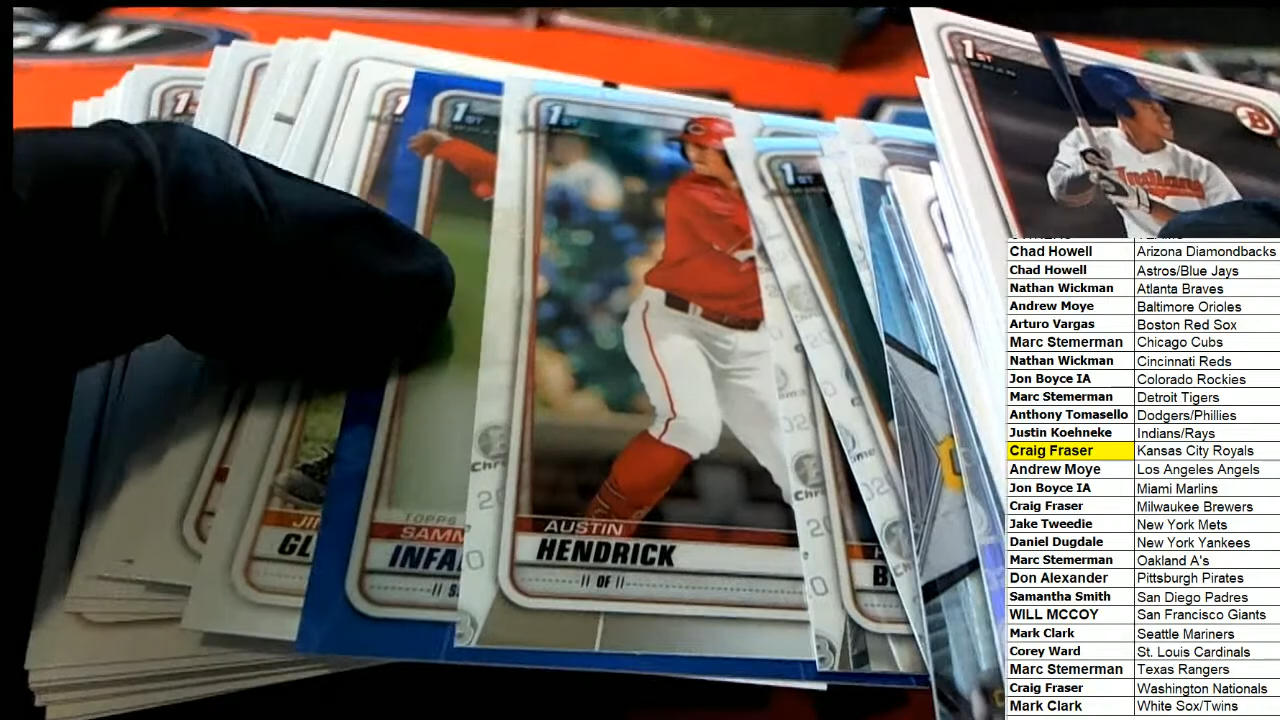 1ST
B
Indians
1ST
1ST
1ST
AUSTIN
HENDRICK
OF
TOPPS
SAMM
INFA
GL
Chr
20
Chad Howell Arizona Diamondbacks
Chad Howell Astros/Blue Jays
Nathan Wickman Atlanta Braves
Andrew Moye Baltimore Orioles
Arturo Vargas Boston Red Sox
Marc Stemerman Chicago Cubs
Nathan Wickman Cincinnati Reds
Jon Boyce IA Colorado Rockies
Marc Stemerman Detroit Tigers
Anthony Tomasello Dodgers/Phillies
Justin Koehneke Indians/Rays
Craig Fraser Kansas City Royals
Andrew Moye Los Angeles Angels
Jon Boyce IA Miami Marlins
Craig Fraser Milwaukee Brewers
Jake Tweedie New York Mets
Daniel Dugdale New York Yankees
Marc Stemerman Oakland A's
Don Alexander Pittsburgh Pirates
Samantha Smith San Diego Padres
WILL MCCOY San Francisco Giants
Mark Clark Seattle Mariners
Corey Ward St. Louis Cardinals
Marc Stemerman Texas Rangers
Craig Fraser Washington Nationals
Mark Clark White Sox/Twins